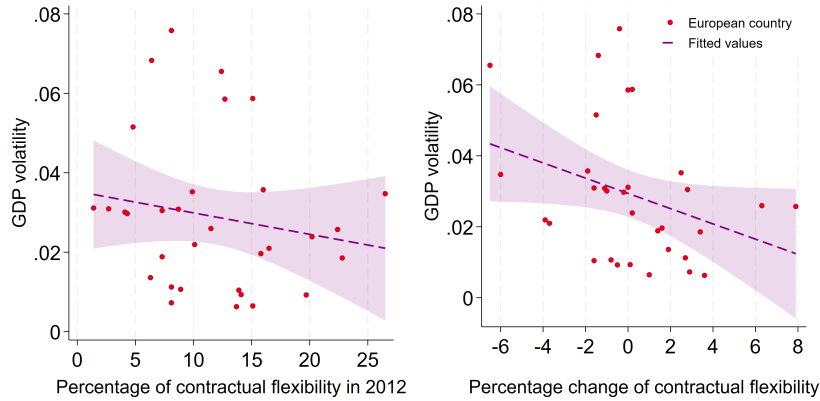 .08
.06
.04
.02
0
GDP volatility
0 5 10 15 20 25
Percentage of contractual flexibility in 2012
.08
.06
.04
.02
0
GDP volatility
-6 -4 -2 0 2 4 6 8
Percentage change of contractual flexibility
European country
Fitted values